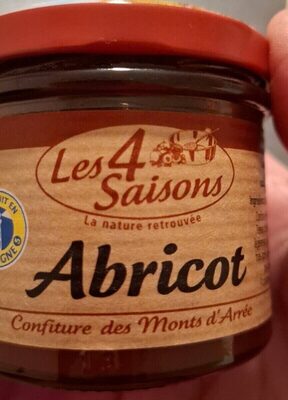 Les 4
Saisons
La nature retrouvée
Abricot
Confiture des Monts d'Arrée